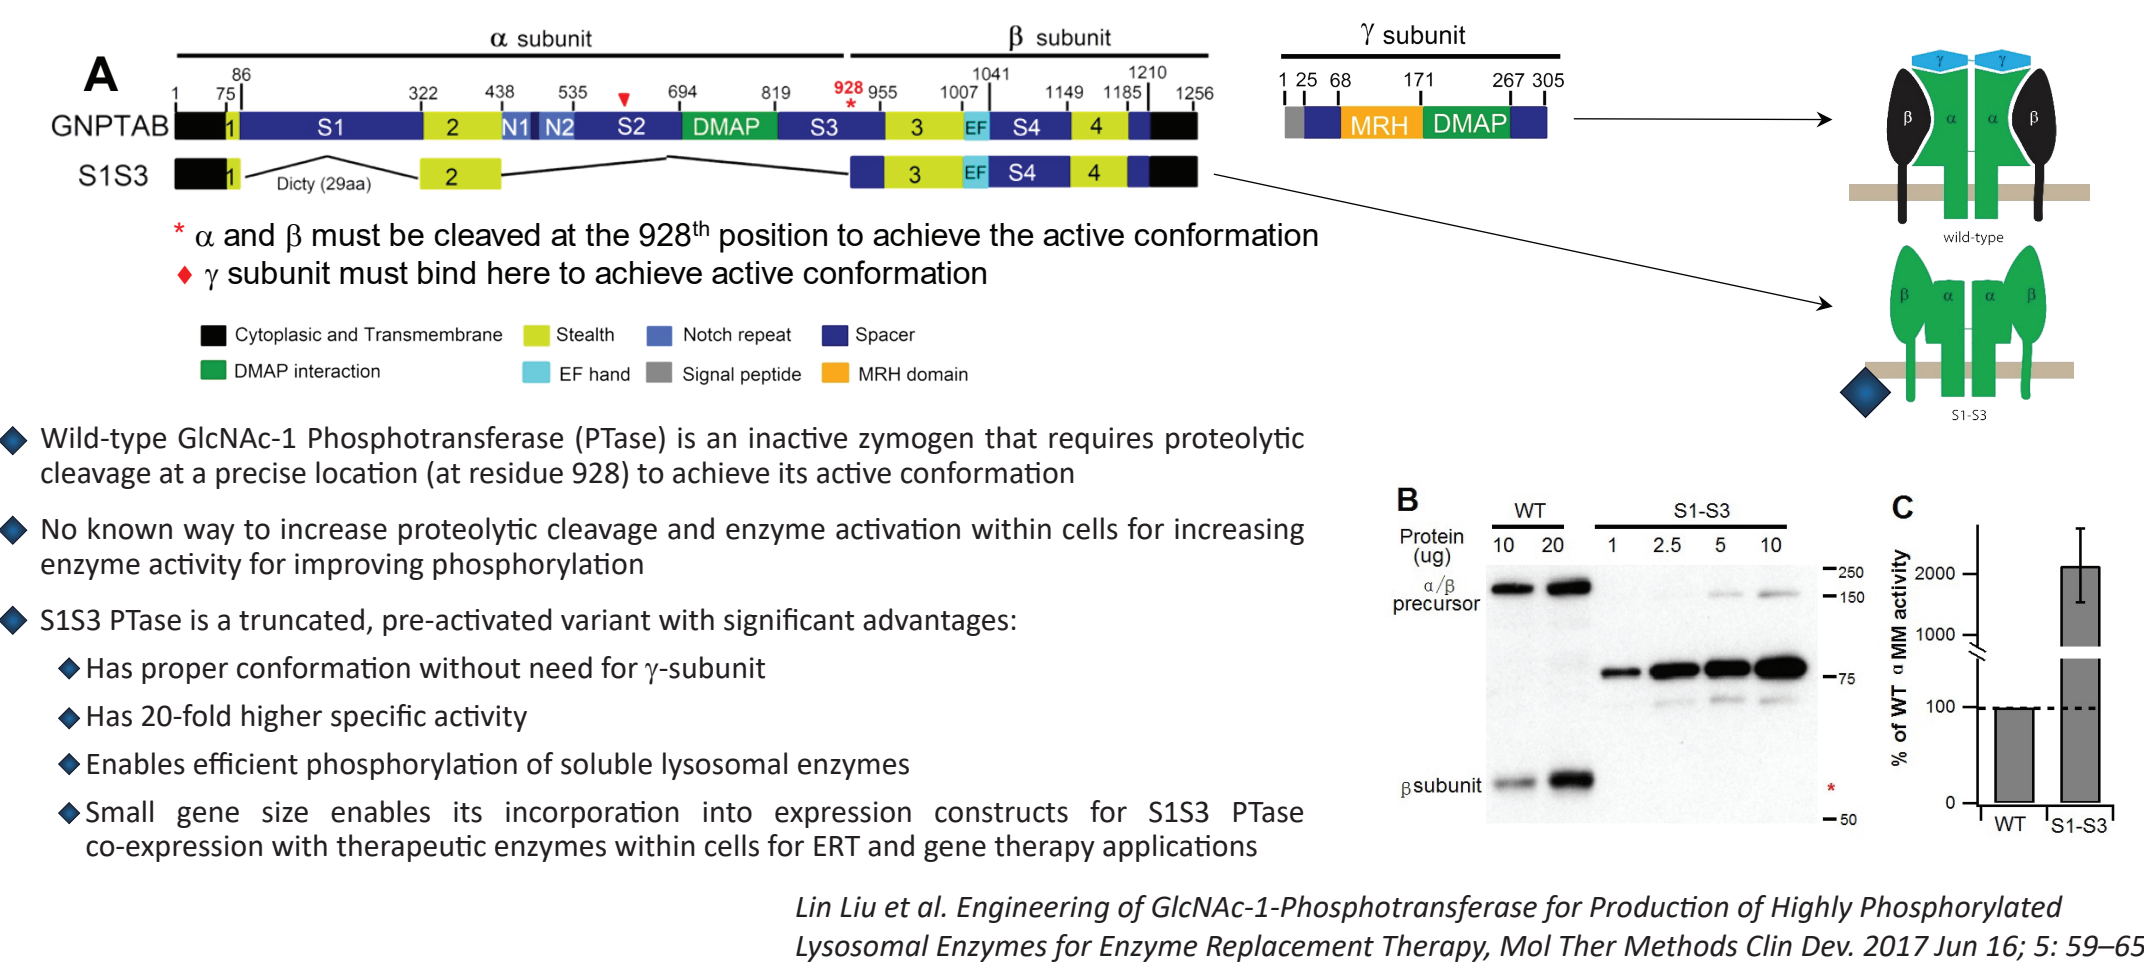 α subunit
β subunit
γ subunit
A
86
1041
1210
1 75 322 438 535 694 819 928 955 1007 1149 1185 1256
*
GNPTAB 1 S1 2 N1 N2 S2 DMAP S3 3 EF S4 4
S1S3 1 Dicty (29aa) 2 3 EF S4 4
1 25 68 171 267 305
MRH DMAP
γ γ
β α α β
wild-type
β α α β
S1-S3
* α and β must be cleaved at the 928th position to achieve the active conformation
γ subunit must bind here to achieve active conformation
Cytoplasic and Transmembrane Stealth Notch repeat Spacer
DMAP interaction EF hand Signal peptide MRH domain
Wild-type GlcNAc-1 Phosphotransferase (PTase) is an inactive zymogen that requires proteolytic
cleavage at a precise location (at residue 928) to achieve its active conformation
No known way to increase proteolytic cleavage and enzyme activation within cells for increasing
enzyme activity for improving phosphorylation
S1S3 PTase is a truncated, pre-activated variant with significant advantages:
Has proper conformation without need for γ-subunit
Has 20-fold higher specific activity
Enables efficient phosphorylation of soluble lysosomal enzymes
Small gene size enables its incorporation into expression constructs for S1S3 PTase
co-expression with therapeutic enzymes within cells for ERT and gene therapy applications
B
WT S1-S3
Protein
(ug)
10 20 1 2.5 5 10
α/β
precursor
β subunit
250
150
75
*
50
C
% of WT α MM activity
2000
1000
100
0
WT S1-S3
Lin Liu et al. Engineering of GlcNAc-1-Phosphotransferase for Production of Highly Phosphorylated
Lysosomal Enzymes for Enzyme Replacement Therapy, Mol Ther Methods Clin Dev. 2017 Jun 16; 5: 59–65